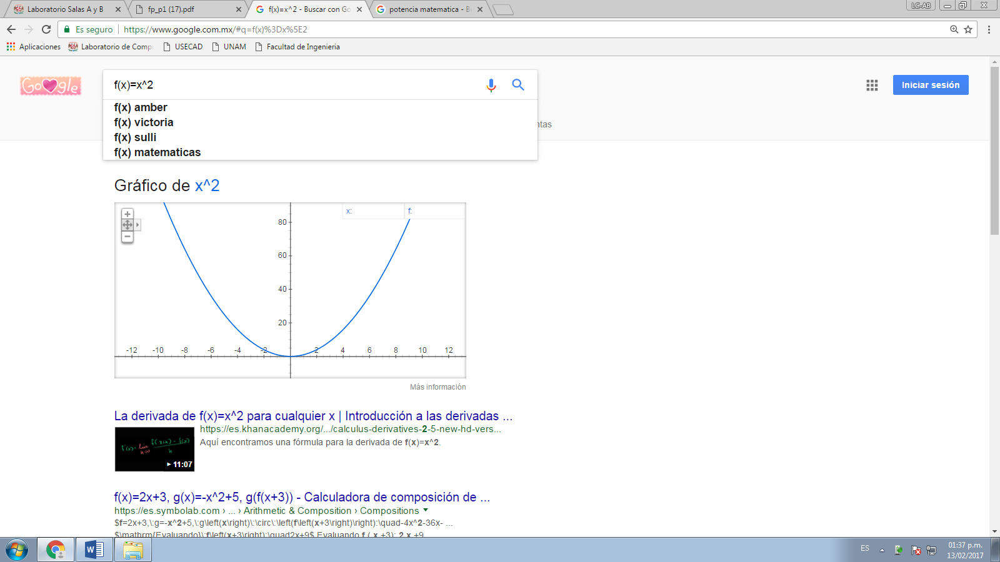 Laboratorio Salas A y B
fp_p1 (17).pdf
f(x)=x^2 - Buscar con Go
potencia matematica - B
LC-AB
Es seguro
https://www.google.com.mx/#q=f(x)%3Dx%5E2
Aplicaciones
Laboratorio de Comp
USECAD
UNAM
Facultad de Ingenieria
Google
f(x)=x^2
Iniciar sesión
f(x) amber
f(x) victoria
f(x) sulli
f(x) matematicas
ntas
Gráfico de x^2
x:
f:
80
60
40
20
-12 -10 -8 -6 -4 -2 2 4 6 8 10 12
Más información
La derivada de f(x)=x^2 para cualquier x | Introducción a las derivadas ...
https://es.khanacademy.org/.../calculus-derivatives-2-5-new-hd-vers...
Aquí encontramos una fórmula para la derivada de f(x)=x^2.
11:07
f(x)=2x+3, g(x)=-x^2+5, g(f(x+3)) - Calculadora de composición de ...
https://es.symbolab.com › ... › Arithmetic & Composition › Compositions
$f=2x+3,\:g=-x^2+5,\:g\left(x\right)\:\circ\:\left(f\left(x+3\right)\right):\quad-4x^2-36x- ...
$\mathrm{Evaluando}\:f\left(x+3\right):\quad2x+9$ Evaluando f ( x +3): 2 x +9
ES
01:37 p.m.
13/02/2017